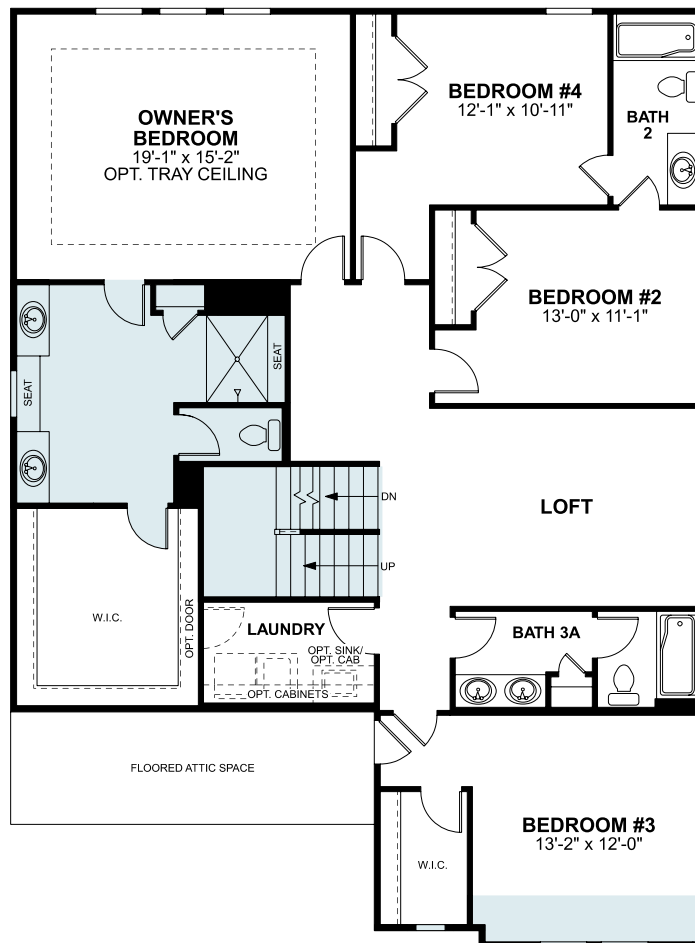 OWNER'S
BEDROOM
19'-1" x 15'-2"
OPT. TRAY CEILING
BEDROOM #4
12'-1" x 10'-11"
BATH
2
BEDROOM #2
13'-0" x 11'-1"
SEAT
SEAT
DN
UP
LOFT
W.I.C.
OPT. DOOR
LAUNDRY
OPT. SINK/
OPT. CAB
OPT. CABINETS
BATH 3A
FLOORED ATTIC SPACE
BEDROOM #3
13'-2" x 12'-0"
W.I.C.